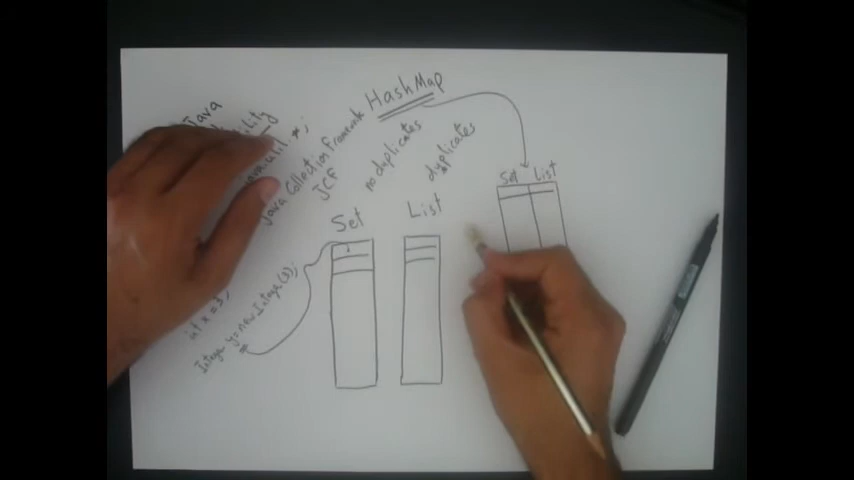 Java
java.util.*;
Java Collection Framework
JCF
HashMap
no duplicates
duplicates
Set
List
Set List
int x = 3;
Integer y = new Integer(3);